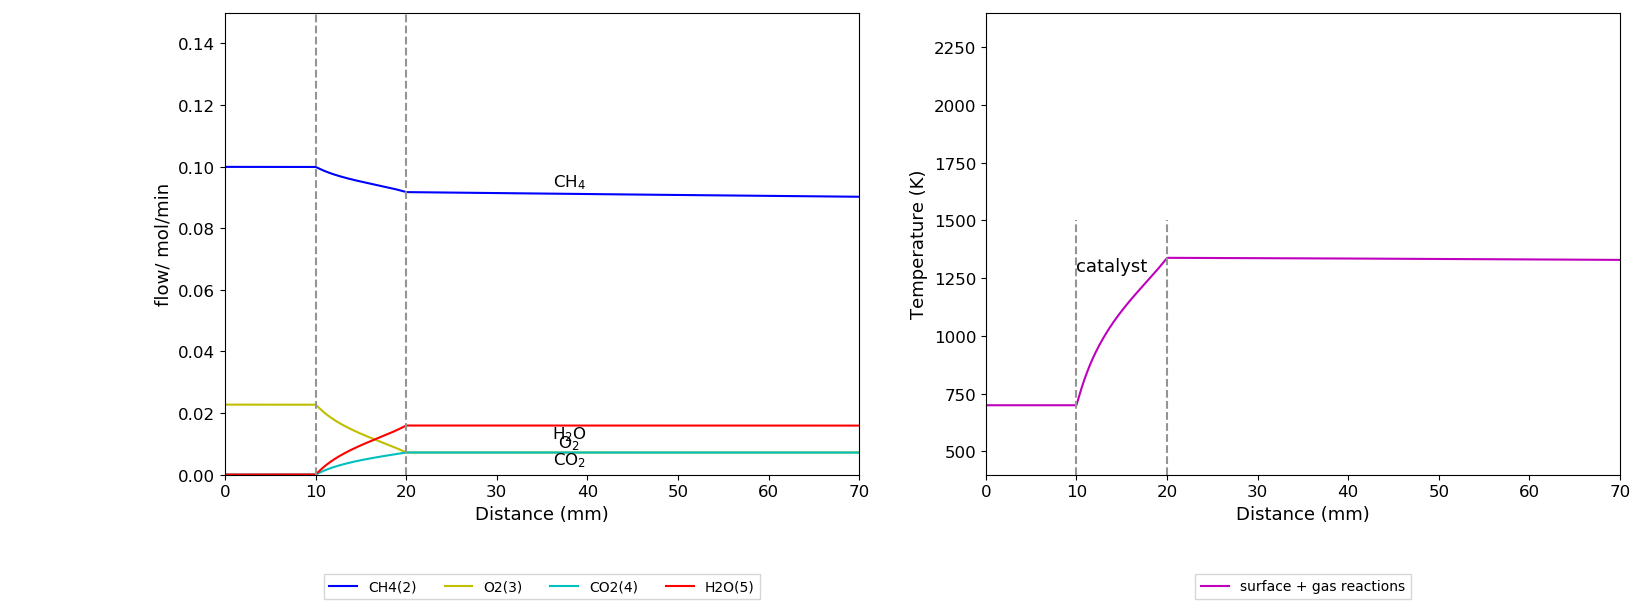 flow/ mol/min
0.14
0.12
0.10
0.08
0.06
0.04
0.02
0.00
CH₄
H₂O
O₂
CO₂
0 10 20 30 40 50 60 70
Distance (mm)
CH4(2) O2(3) CO2(4) H2O(5)
Temperature (K)
2250
2000
1750
1500
1250
1000
750
500
catalyst
0 10 20 30 40 50 60 70
Distance (mm)
surface + gas reactions